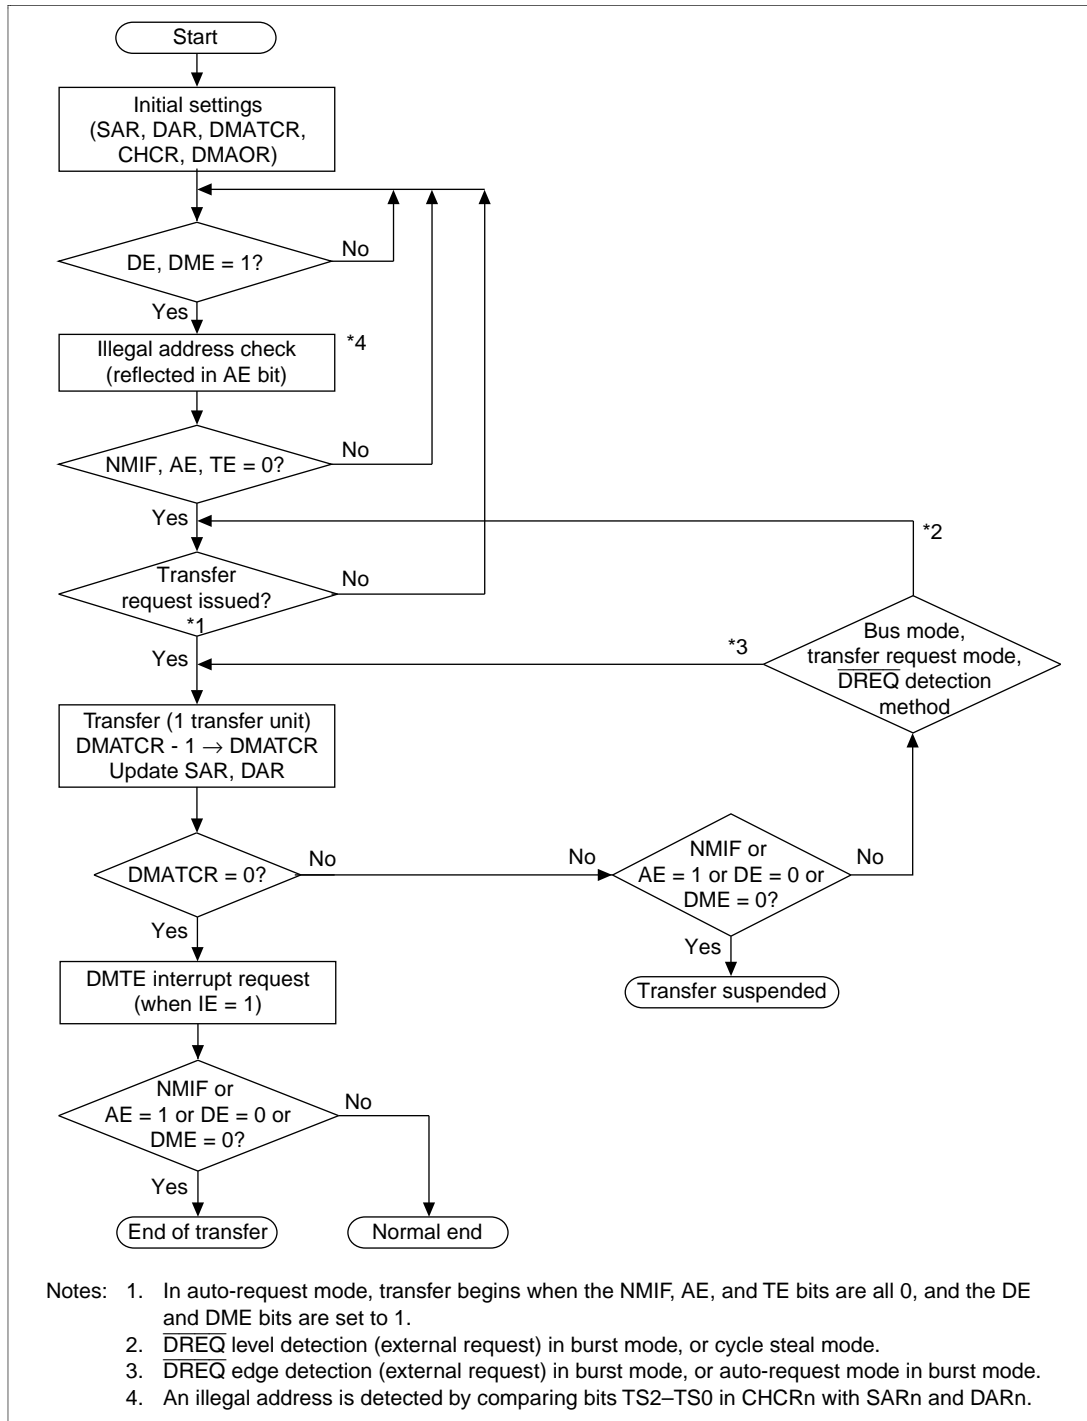 Start
Initial settings
(SAR, DAR, DMATCR,
CHCR, DMAOR)
DE, DME = 1?
No
Yes
Illegal address check
(reflected in AE bit)
*4
NMIF, AE, TE = 0?
No
Yes
*2
Transfer
request issued?
*1
No
Yes
*3
Bus mode,
transfer request mode,
DREQ detection
method
Transfer (1 transfer unit)
DMATCR - 1 → DMATCR
Update SAR, DAR
DMATCR = 0?
No
No
NMIF or
AE = 1 or DE = 0 or
DME = 0?
No
Yes
Yes
Transfer suspended
DMTE interrupt request
(when IE = 1)
NMIF or
AE = 1 or DE = 0 or
DME = 0?
No
Yes
End of transfer
Normal end
Notes: 1. In auto-request mode, transfer begins when the NMIF, AE, and TE bits are all 0, and the DE
and DME bits are set to 1.
2. DREQ level detection (external request) in burst mode, or cycle steal mode.
3. DREQ edge detection (external request) in burst mode, or auto-request mode in burst mode.
4. An illegal address is detected by comparing bits TS2–TS0 in CHCRn with SARn and DARn.